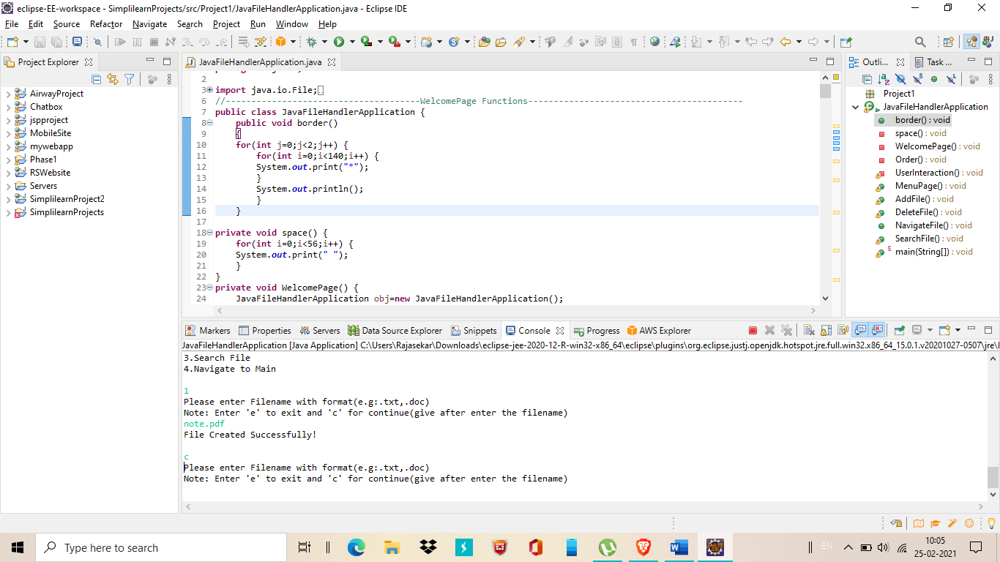 eclipse-EE-workspace - SimplilearnProjects/src/Project1/JavaFileHandlerApplication.java - Eclipse IDE
File Edit Source Refactor Navigate Search Project Run Window Help
Project Explorer
AirwayProject
Chatbox
jspproject
MobileSite
mywebapp
Phase1
RSWebsite
Servers
SimplilearnProject2
SimplilearnProjects
JavaFileHandlerApplication.java
2
3 import java.io.File;
6 //--------------------------------------WelcomePage Functions------------------------------------------
7 public class JavaFileHandlerApplication {
8 public void border()
9 {
10 for(int j=0;j<2;j++) {
11 for(int i=0;i<140;i++) {
12 System.out.print("*");
13 }
14 System.out.println();
15 }
16 }
17
18 private void space() {
19 for(int i=0;i<56;i++) {
20 System.out.print(" ");
21 }
22 }
23 private void WelcomePage() {
24 JavaFileHandlerApplication obj=new JavaFileHandlerApplication();
Outli... Task ...
Project1
JavaFileHandlerApplication
border() : void
space() : void
WelcomePage() : void
Order() : void
UserInteraction() : void
MenuPage() : void
AddFile() : void
DeleteFile() : void
NavigateFile() : void
SearchFile() : void
S main(String[]) : void
Markers Properties Servers Data Source Explorer Snippets Console Progress AWS Explorer
JavaFileHandlerApplication [Java Application] C:\Users\Rajasekar\Downloads\eclipse-jee-2020-12-R-win32-x86_64\eclipse\plugins\org.eclipse.justj.openjdk.hotspot.jre.full.win32.x86_64_15.0.1.v20201027-0507\jre\
3.Search File
4.Navigate to Main
1
Please enter Filename with format(e.g:.txt,.doc)
Note: Enter 'e' to exit and 'c' for continue(give after enter the filename)
note.pdf
File Created Successfully!
c
Please enter Filename with format(e.g:.txt,.doc)
Note: Enter 'e' to exit and 'c' for continue(give after enter the filename)
Type here to search
EN
10:05
25-02-2021